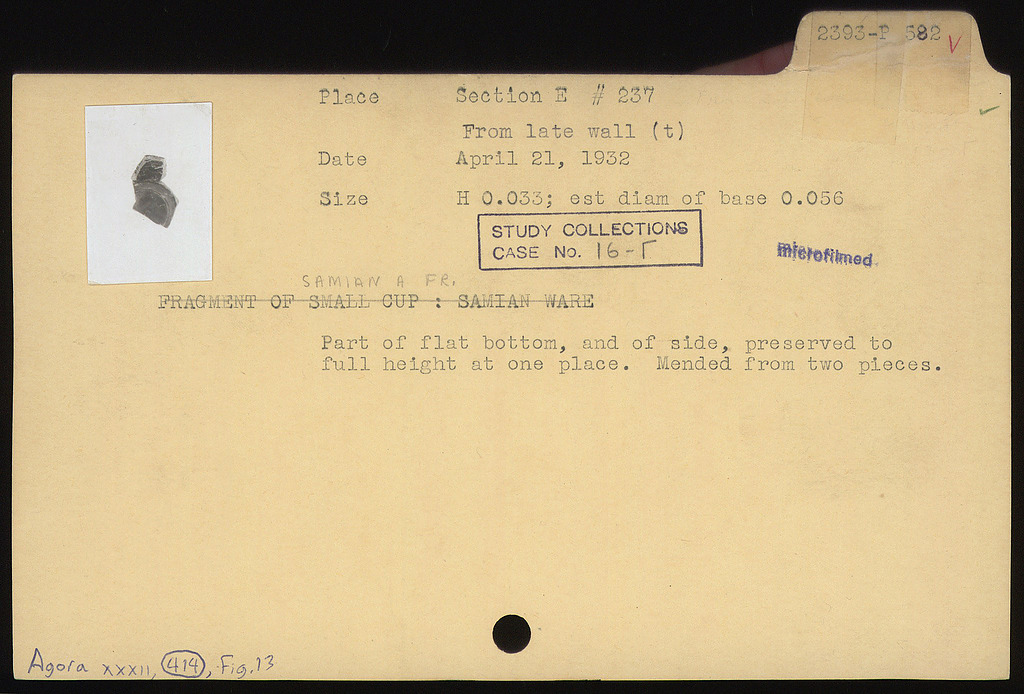 2393-P 582 V
Place Section E # 237
From late wall (t)
Date April 21, 1932
Size H 0.033; est diam of base 0.056
STUDY COLLECTIONS
CASE No. 16-Γ
microfilmed
SAMIAN A FR.
FRAGMENT OF SMALL CUP : SAMIAN WARE
Part of flat bottom, and of side, preserved to
full height at one place. Mended from two pieces.
Agora XXXII, 414, Fig.13